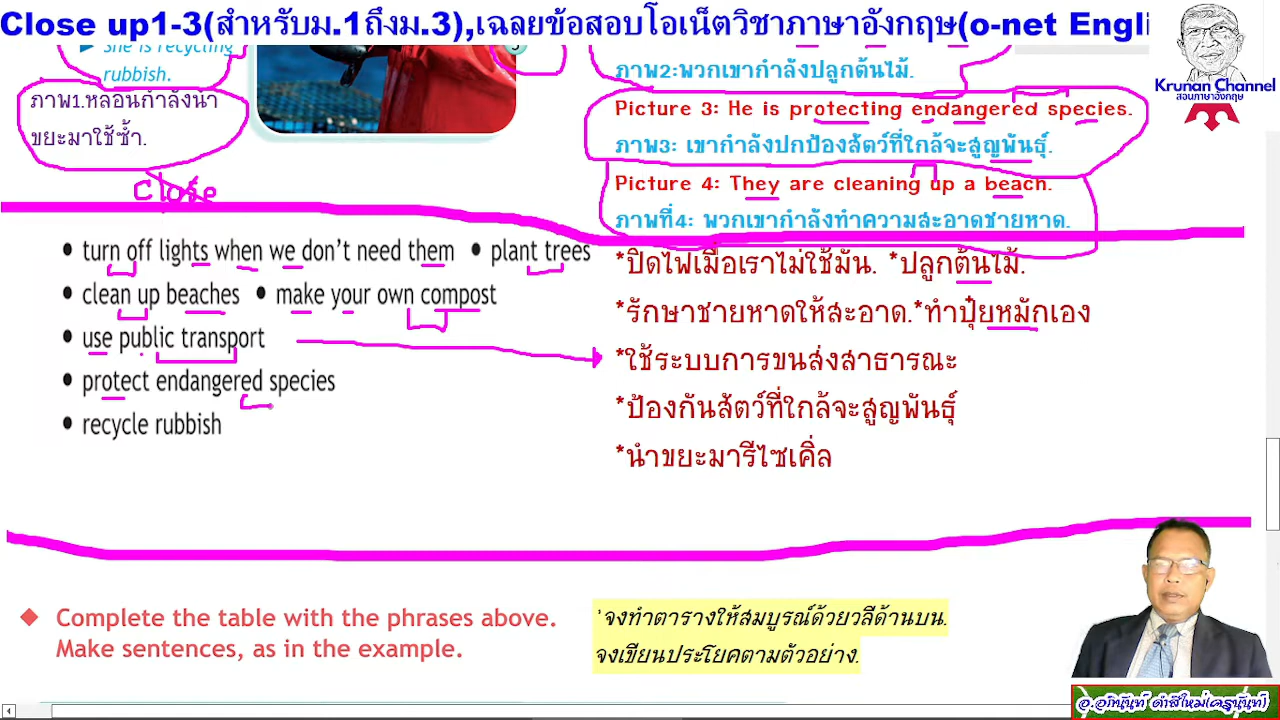 Close up1-3(สำหรับม.1ถึงม.3),เฉลยข้อสอบโอเน็ตวิชาภาษาอังกฤษ(o-net Engli
Krunan Channel
สอนภาษาอังกฤษ
She is recycling
rubbish.
ภาพ1.หล่อนกำลังนำ
ขยะมาใช้ซ้ำ.
Close
ภาพ2:พวกเขากำลังปลูกต้นไม้.
Picture 3: He is protecting endangered species.
ภาพ3: เขากำลังปกป้องสัตว์ที่ใกล้จะสูญพันธุ์.
Picture 4: They are cleaning up a beach.
ภาพที่4: พวกเขากำลังทำความสะอาดชายหาด.
• turn off lights when we don't need them • plant trees
• clean up beaches • make your own compost
• use public transport
• protect endangered species
• recycle rubbish
*ปิดไฟเมื่อเราไม่ใช้มัน. *ปลูกต้นไม้.
*รักษาชายหาดให้สะอาด.*ทำปุ๋ยหมักเอง
*ใช้ระบบการขนส่งสาธารณะ
*ป้องกันสัตว์ที่ใกล้จะสูญพันธุ์
*นำขยะมารีไซเคิ่ล
Complete the table with the phrases above.
Make sentences, as in the example.
'จงทำตารางให้สมบูรณ์ด้วยวลีด้านบน.
จงเขียนประโยคตามตัวอย่าง.
อ.อภินันท์ คำสีใหม่(ครูนันท์)